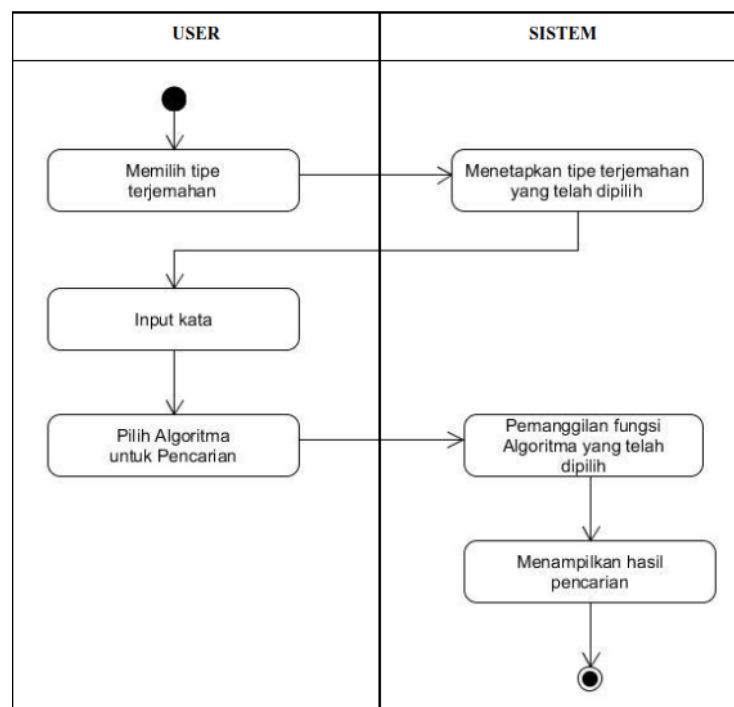 USER
SISTEM
Memilih tipe
terjemahan
Menetapkan tipe terjemahan
yang telah dipilih
Input kata
Pilih Algoritma
untuk Pencarian
Pemanggilan fungsi
Algoritma yang telah
dipilih
Menampilkan hasil
pencarian